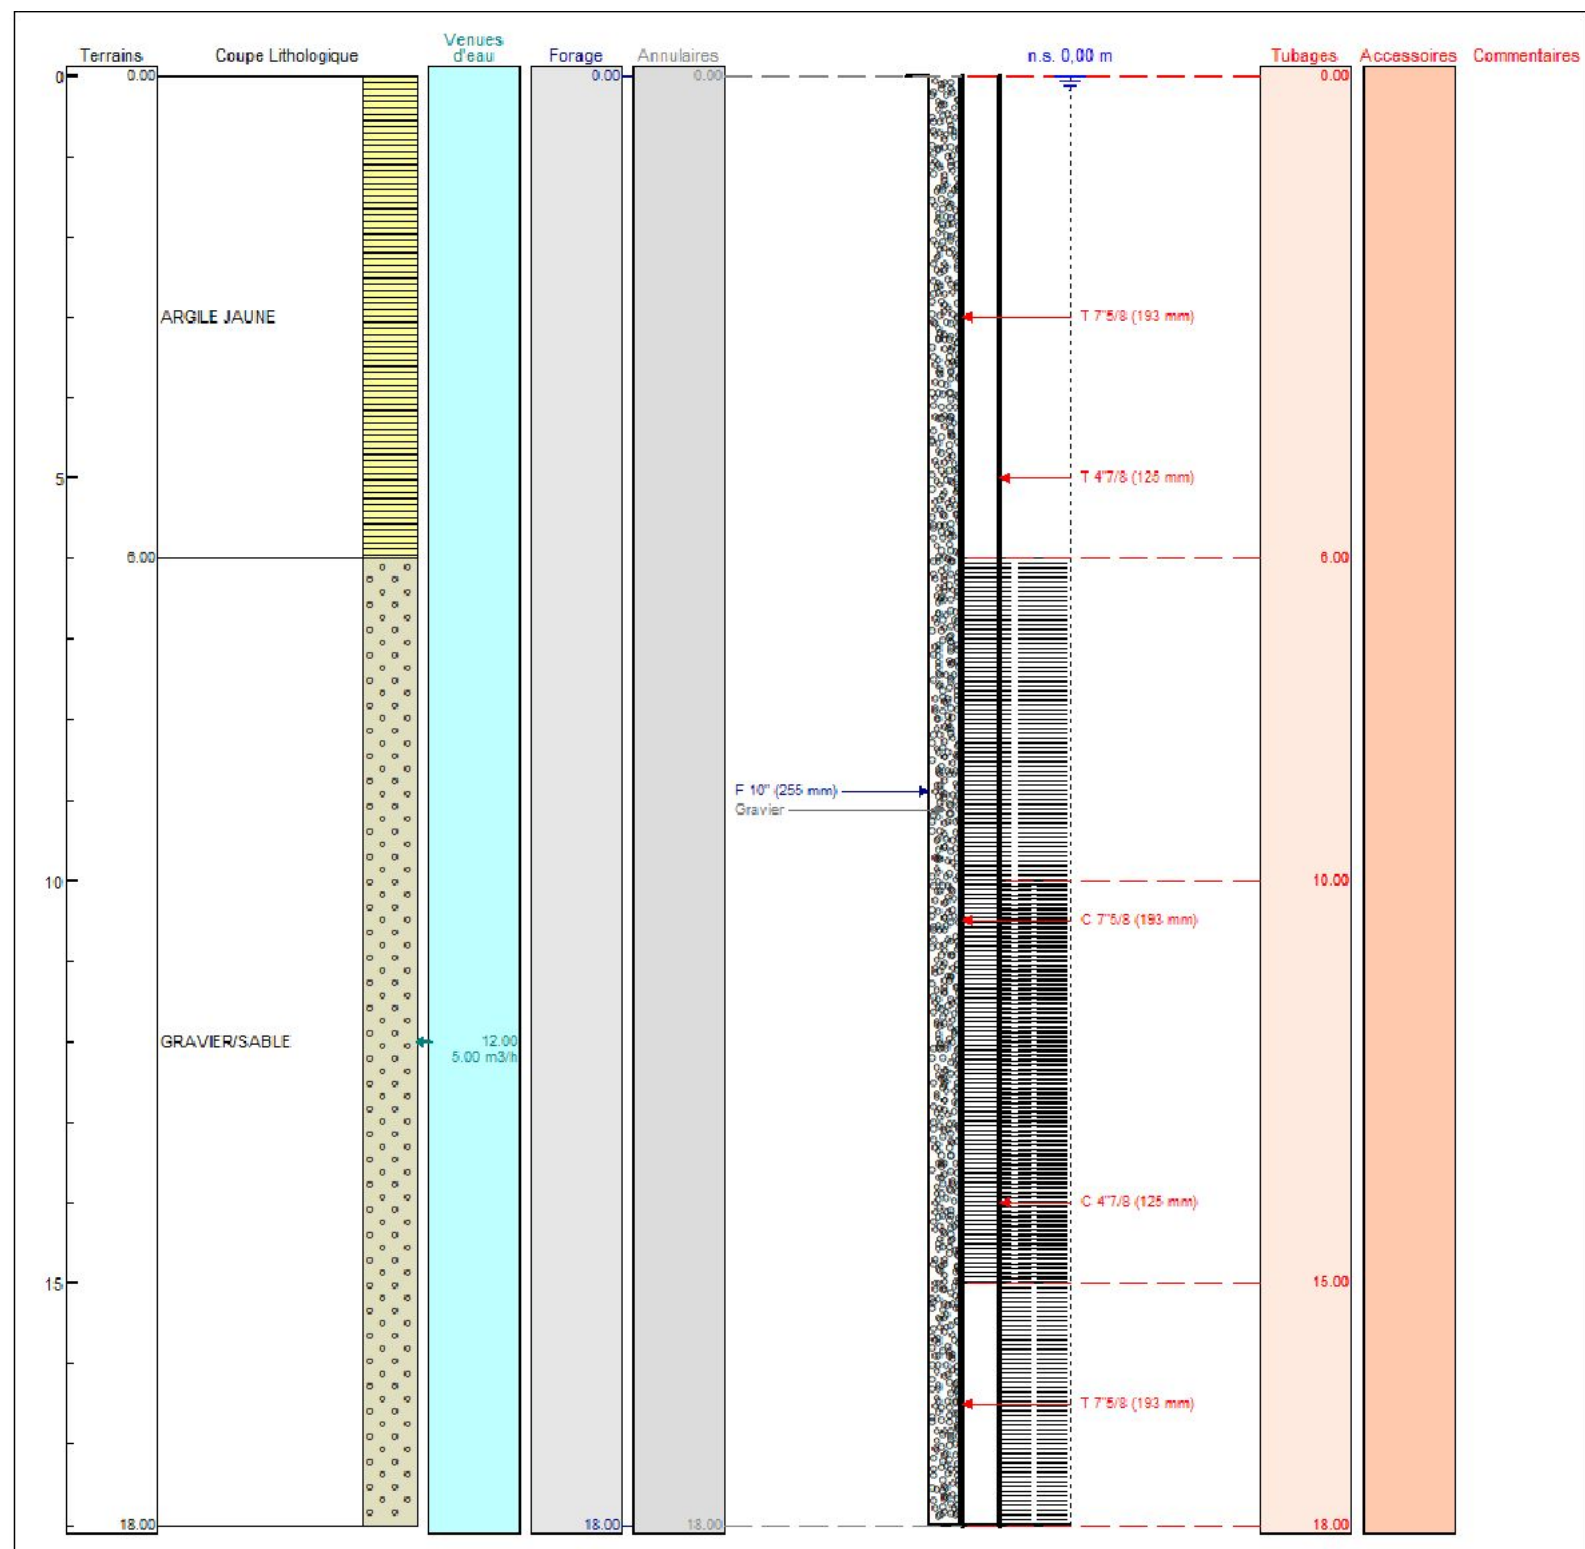 Terrains
Coupe Lithologique
Venues
d'eau
Forage
Annulaires
n.s. 0,00 m
Tubages
Accessoires
Commentaires
0
0.00
0.00
0.00
0.00
ARGILE JAUNE
T 7"5/8 (193 mm)
5
T 4"7/8 (125 mm)
6.00
6.00
F 10" (255 mm)
Gravier
10
10.00
C 7"5/8 (193 mm)
GRAVIER/SABLE
12.00
5.00 m3/h
C 4"7/8 (125 mm)
15
15.00
T 7"5/8 (193 mm)
18.00
18.00
18.00
18.00